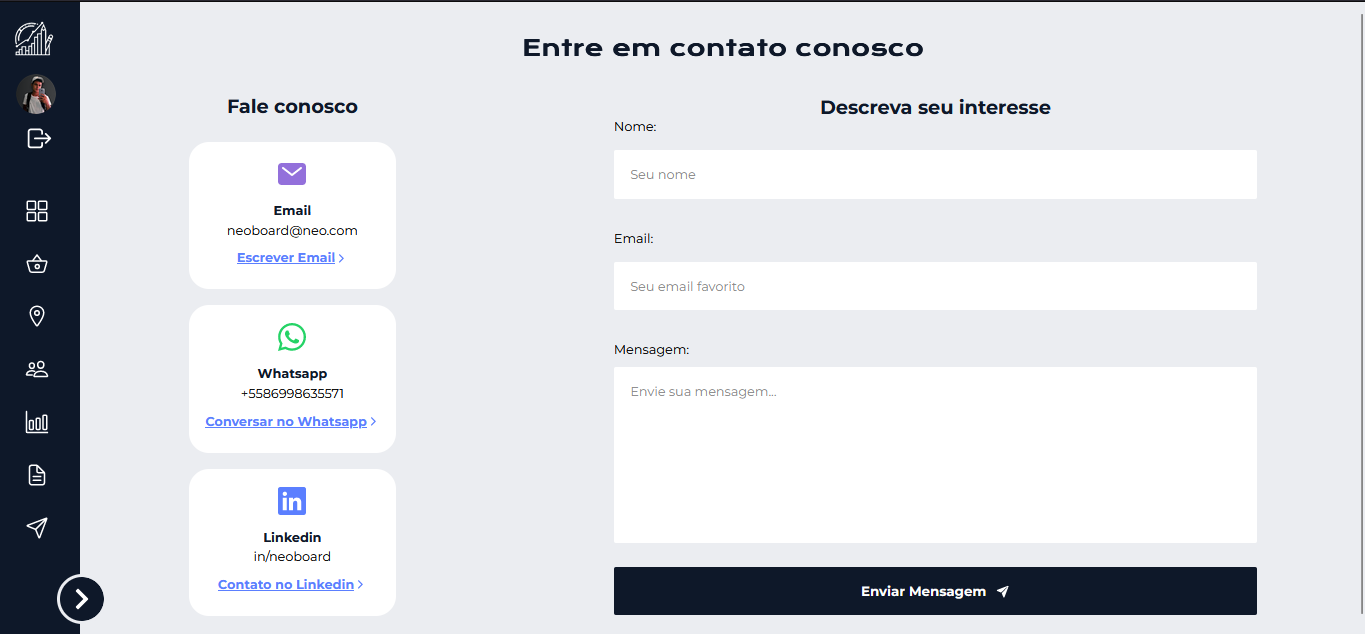 Entre em contato conosco
Fale conosco
Email
neoboard@neo.com
Escrever Email
Whatsapp
+5586998635571
Conversar no Whatsapp
in
Linkedin
in/neoboard
Contato no Linkedin
Descreva seu interesse
Nome:
Seu nome
Email:
Seu email favorito
Mensagem:
Envie sua mensagem...
Enviar Mensagem